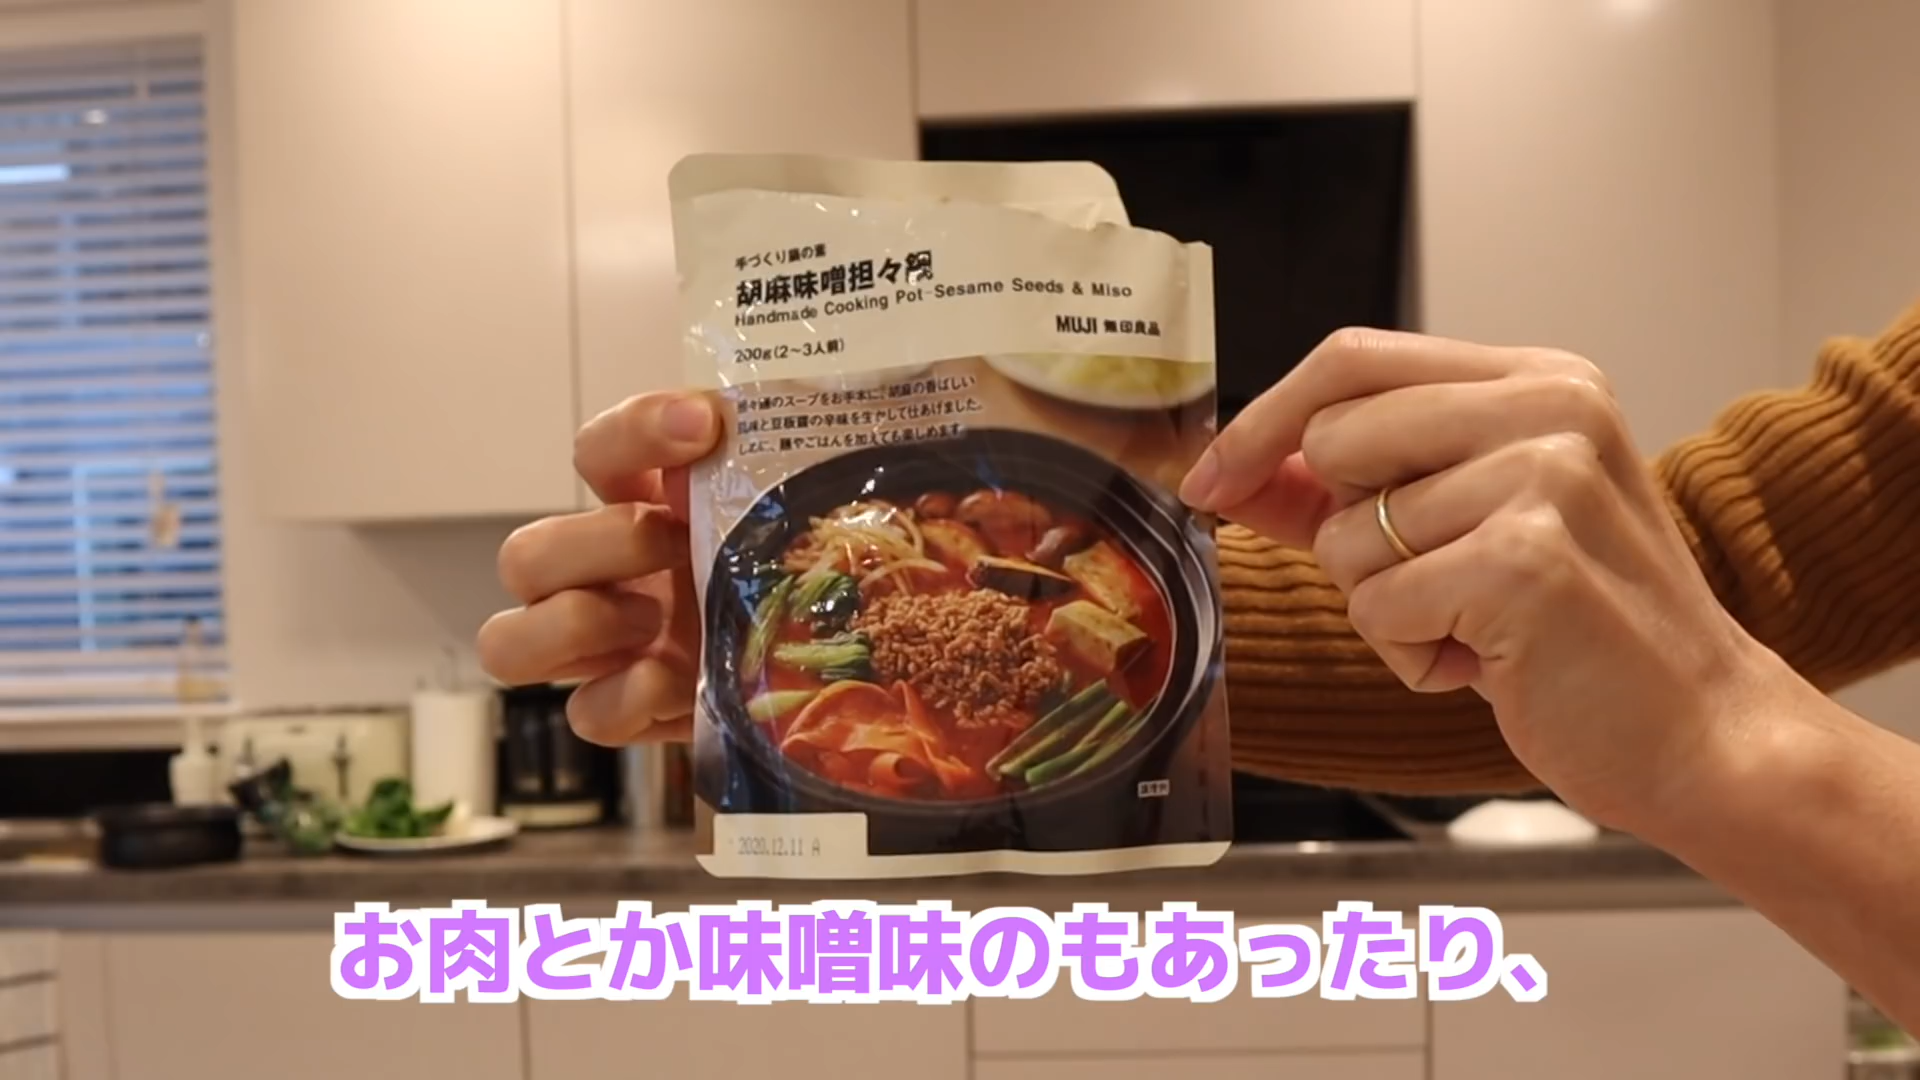 手づくり鍋の素
胡麻味噌担々鍋
Handmade Cooking Pot-Sesame Seeds & Miso
MUJI 無印良品
200g(2〜3人前)
担々麺のスープをお手本に、胡麻の香ばしい
風味と豆板醤の辛味を生かして仕あげました。
しめに、麺やごはんを加えても楽しめます。
調理例
2020.12.11 A
お肉とか味噌味のもあったり、